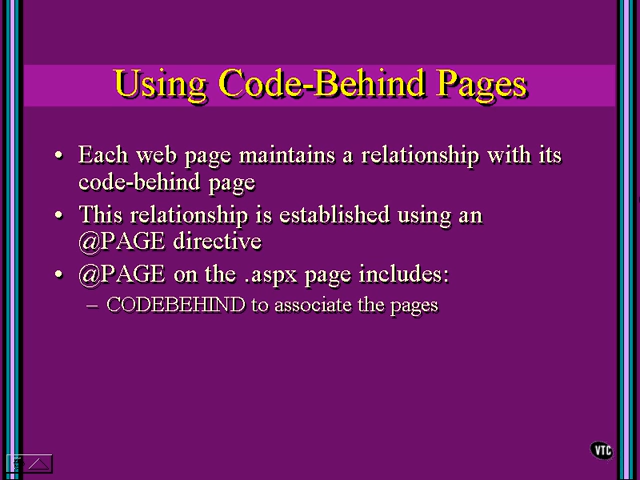 Using Code-Behind Pages
• Each web page maintains a relationship with its
code-behind page
• This relationship is established using an
@PAGE directive
• @PAGE on the .aspx page includes:
– CODEBEHIND to associate the pages
VTC